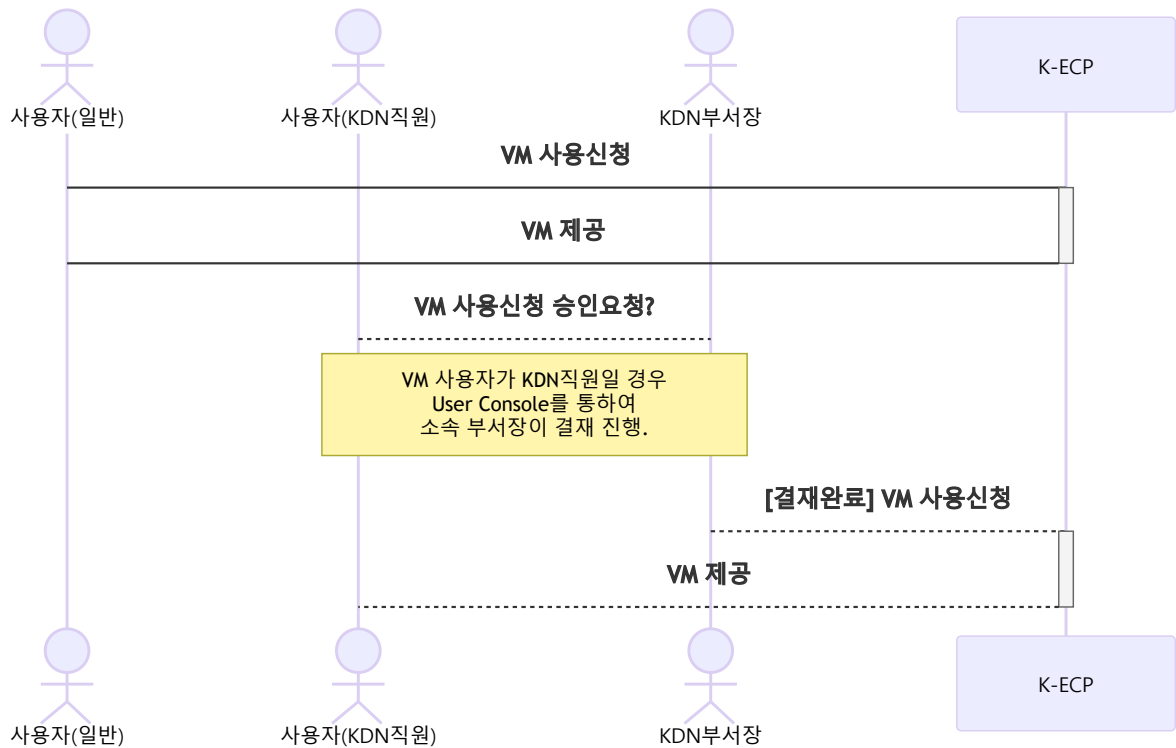 사용자(일반)
사용자(KDN직원)
KDN부서장
K-ECP
VM 사용신청
VM 제공
VM 사용신청 승인요청?
VM 사용자가 KDN직원일 경우
User Console를 통하여
소속 부서장이 결재 진행.
[결재완료] VM 사용신청
VM 제공
사용자(일반)
사용자(KDN직원)
KDN부서장
K-ECP